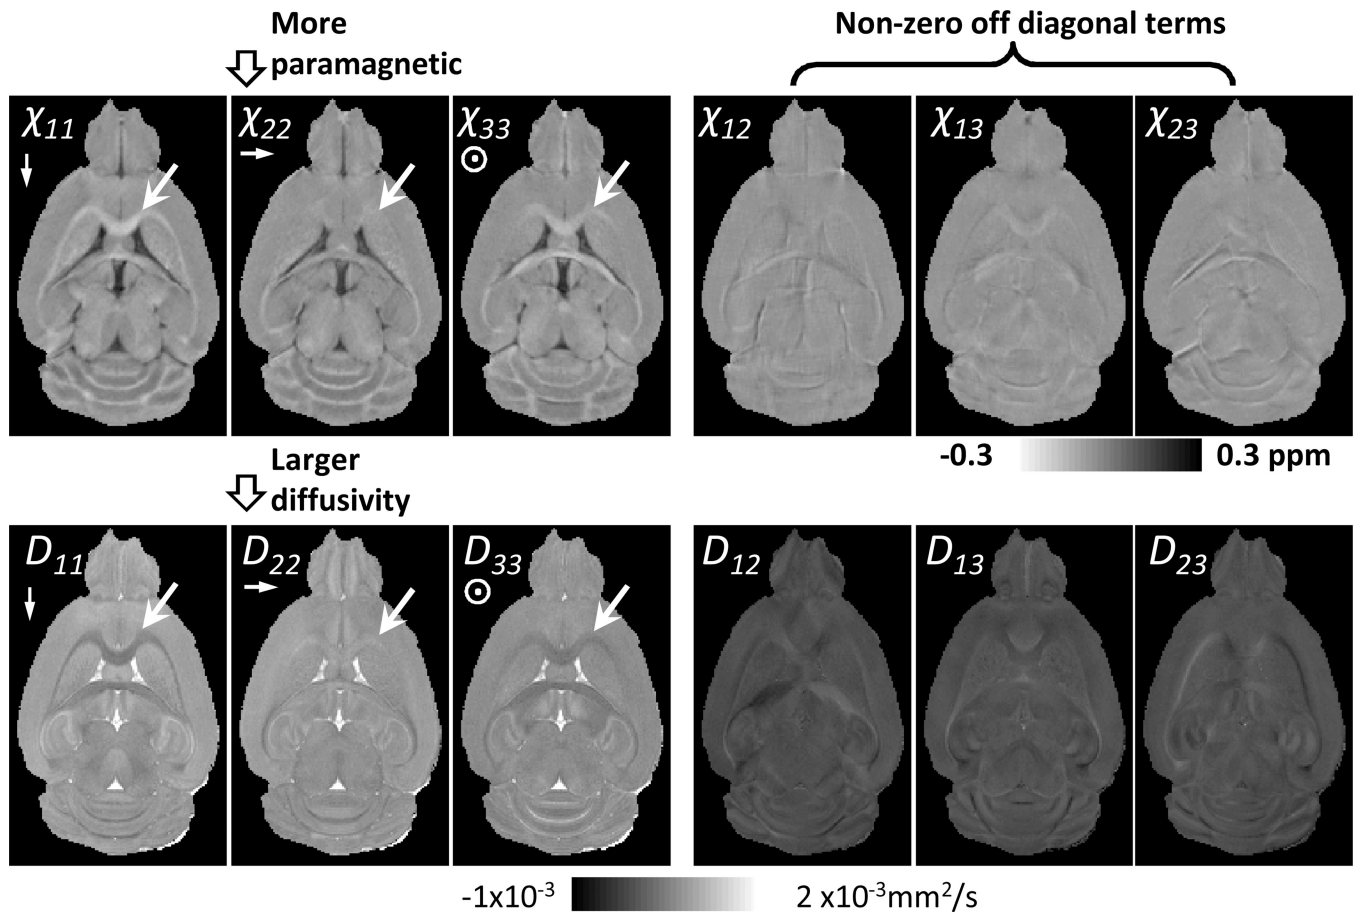 More
paramagnetic
Non-zero off diagonal terms
χ11
χ22
χ33
χ12
χ13
χ23
-0.3
0.3 ppm
Larger
diffusivity
D11
D22
D33
D12
D13
D23
-1x10-3
2 x10-3mm2/s